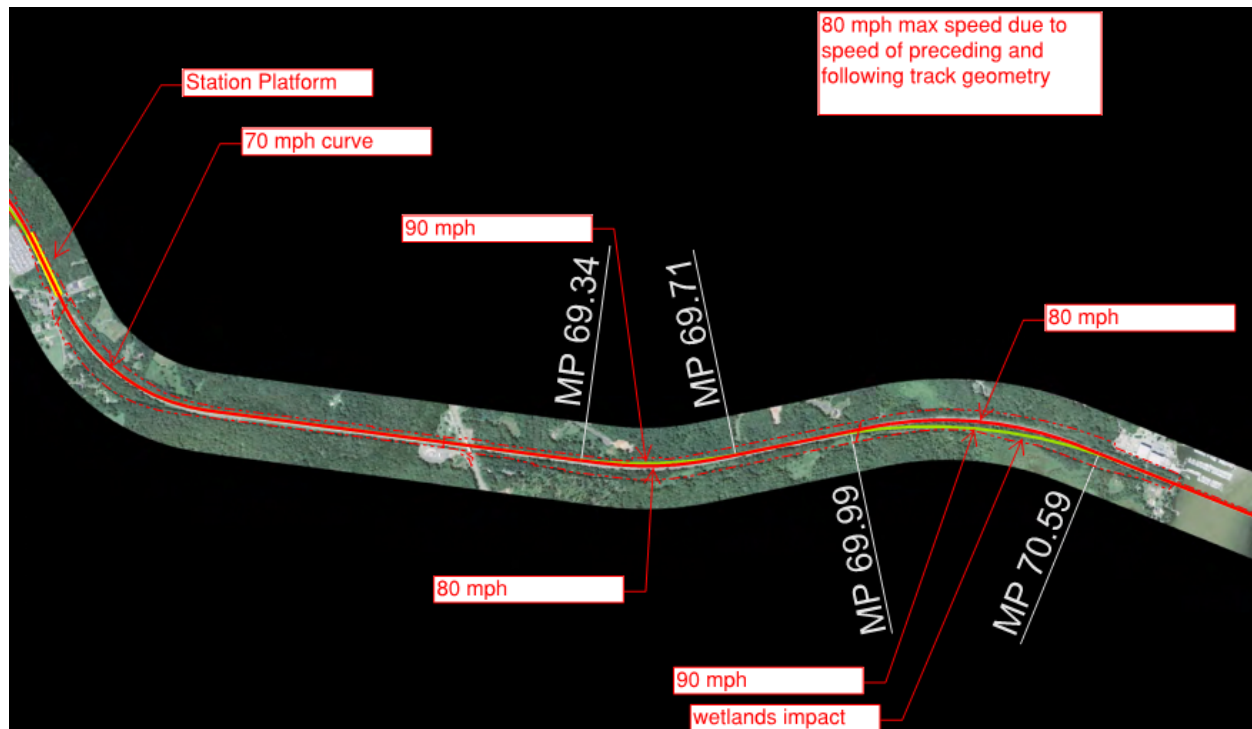 80 mph max speed due to
speed of preceding and
following track geometry
Station Platform
70 mph curve
90 mph
MP 69.34
MP 69.71
80 mph
80 mph
MP 69.99
MP 70.59
90 mph
wetlands impact